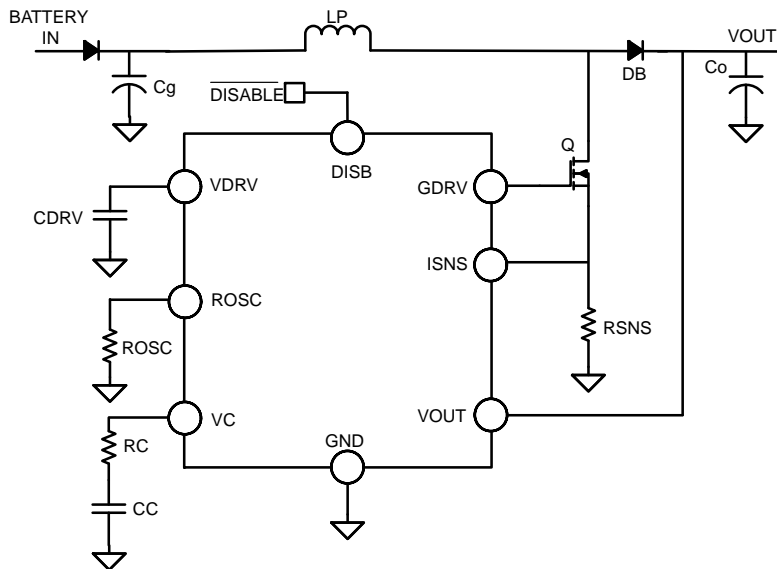 BATTERY
IN
LP
VOUT
Cg
DB
Co
DISABLE
DISB
Q
VDRV
GDRV
CDRV
ISNS
ROSC
ROSC
RSNS
VC
VOUT
RC
GND
CC